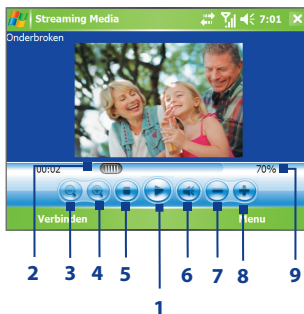 Streaming Media 7:01
Onderbroken
00:02 70%
Verbinden Menu
2 3 4 5 6 7 8 9
1